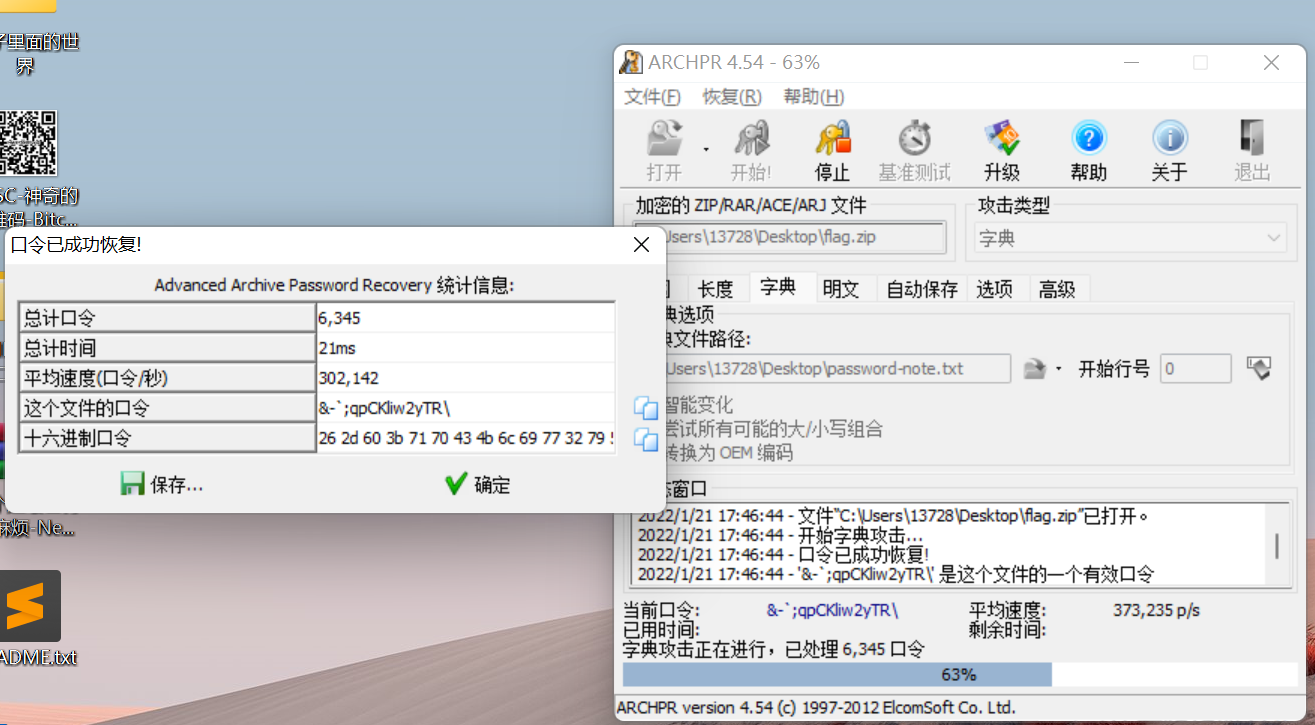 子里面的世
界
SC-神奇的
维码-Bitc...
麻烦-Ne...
ADME.txt
口令已成功恢复!
Advanced Archive Password Recovery 统计信息:
总计口令 6,345
总计时间 21ms
平均速度(口令/秒) 302,142
这个文件的口令 &-`;qpCKliw2yTR\
十六进制口令 26 2d 60 3b 71 70 43 4b 6c 69 77 32 79
保存...
确定
ARCHPR 4.54 - 63%
文件(F) 恢复(R) 帮助(H)
打开 开始! 停止 基准测试 升级 帮助 关于 退出
加密的 ZIP/RAR/ACE/ARJ 文件
Users\13728\Desktop\flag.zip
攻击类型
字典
长度 字典 明文 自动保存 选项 高级
典选项
典文件路径:
Users\13728\Desktop\password-note.txt
开始行号 0
智能变化
尝试所有可能的大/小写组合
转换为 OEM 编码
态窗口
2022/1/21 17:46:44 - 文件“C:\Users\13728\Desktop\flag.zip”已打开。
2022/1/21 17:46:44 - 开始字典攻击...
2022/1/21 17:46:44 - 口令已成功恢复!
2022/1/21 17:46:44 - '&-`;qpCKliw2yTR\' 是这个文件的一个有效口令
当前口令: &-`;qpCKliw2yTR\ 平均速度: 373,235 p/s
已用时间: 剩余时间:
字典攻击正在进行，已处理 6,345 口令
63%
ARCHPR version 4.54 (c) 1997-2012 ElcomSoft Co. Ltd.